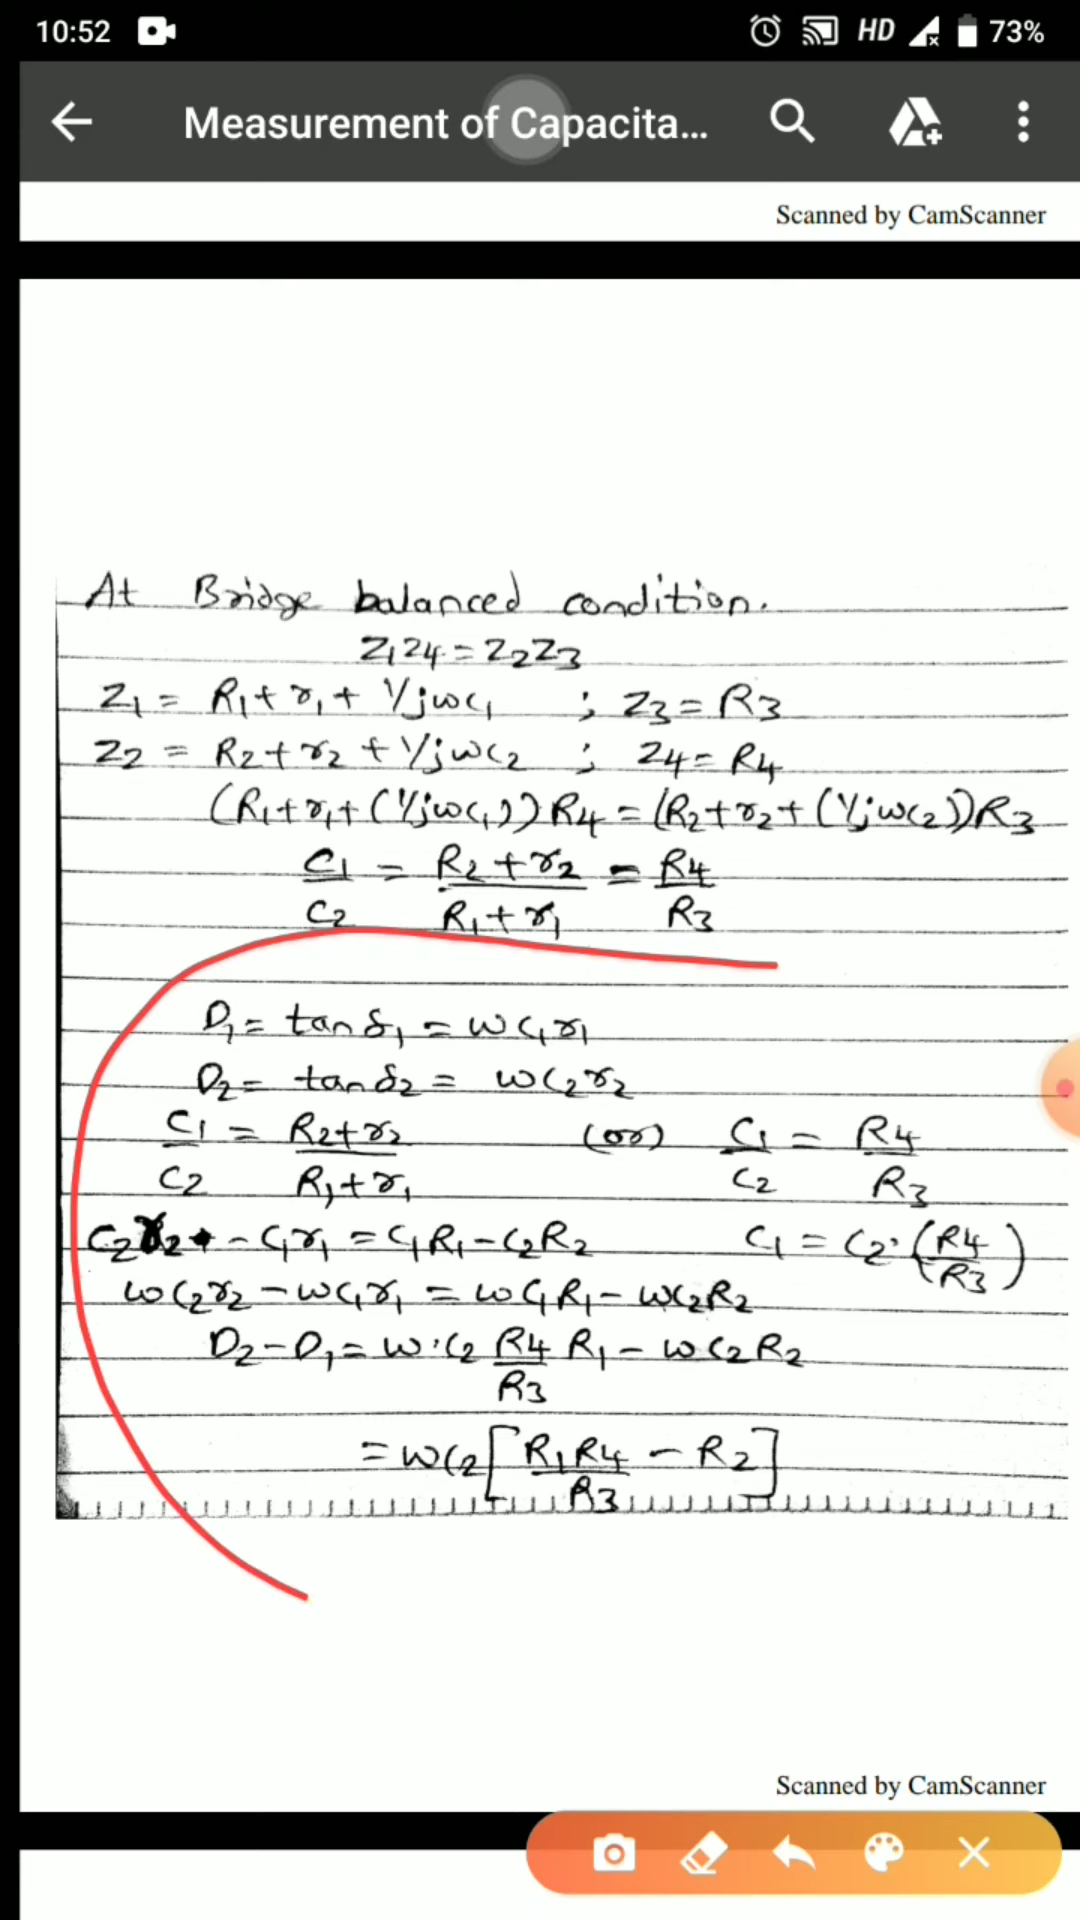 10:52 HD 73%
Measurement of Capacita...
Scanned by CamScanner
At Bridge balanced condition.
Z1Z4 = Z2Z3
Z1 = R1 + r1 + 1/jωC1 ; Z3 = R3
Z2 = R2 + r2 + 1/jωC2 ; Z4 = R4
(R1 + r1 + (1/jωC1)) R4 = (R2 + r2 + (1/jωC2)) R3
C1/C2 = (R2 + r2)/(R1 + r1) = R4/R3
D1 = tan δ1 = ωC1r1
D2 = tan δ2 = ωC2r2
C1/C2 = (R2 + r2)/(R1 + r1) (or) C1/C2 = R4/R3
C2r2 - C1r1 = C1R1 - C2R2 C1 = C2·(R4/R3)
ωC2r2 - ωC1r1 = ωC1R1 - ωC2R2
D2 - D1 = ω·C2 R4/R3 R1 - ωC2R2
= ωC2 [R1R4/R3 - R2]
Scanned by CamScanner